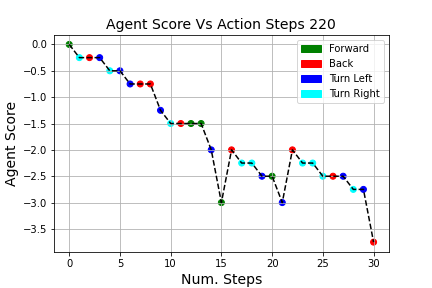 Agent Score Vs Action Steps 220
Forward
Back
Turn Left
Turn Right
Agent Score
0.0
−0.5
−1.0
−1.5
−2.0
−2.5
−3.0
−3.5
0 5 10 15 20 25 30
Num. Steps